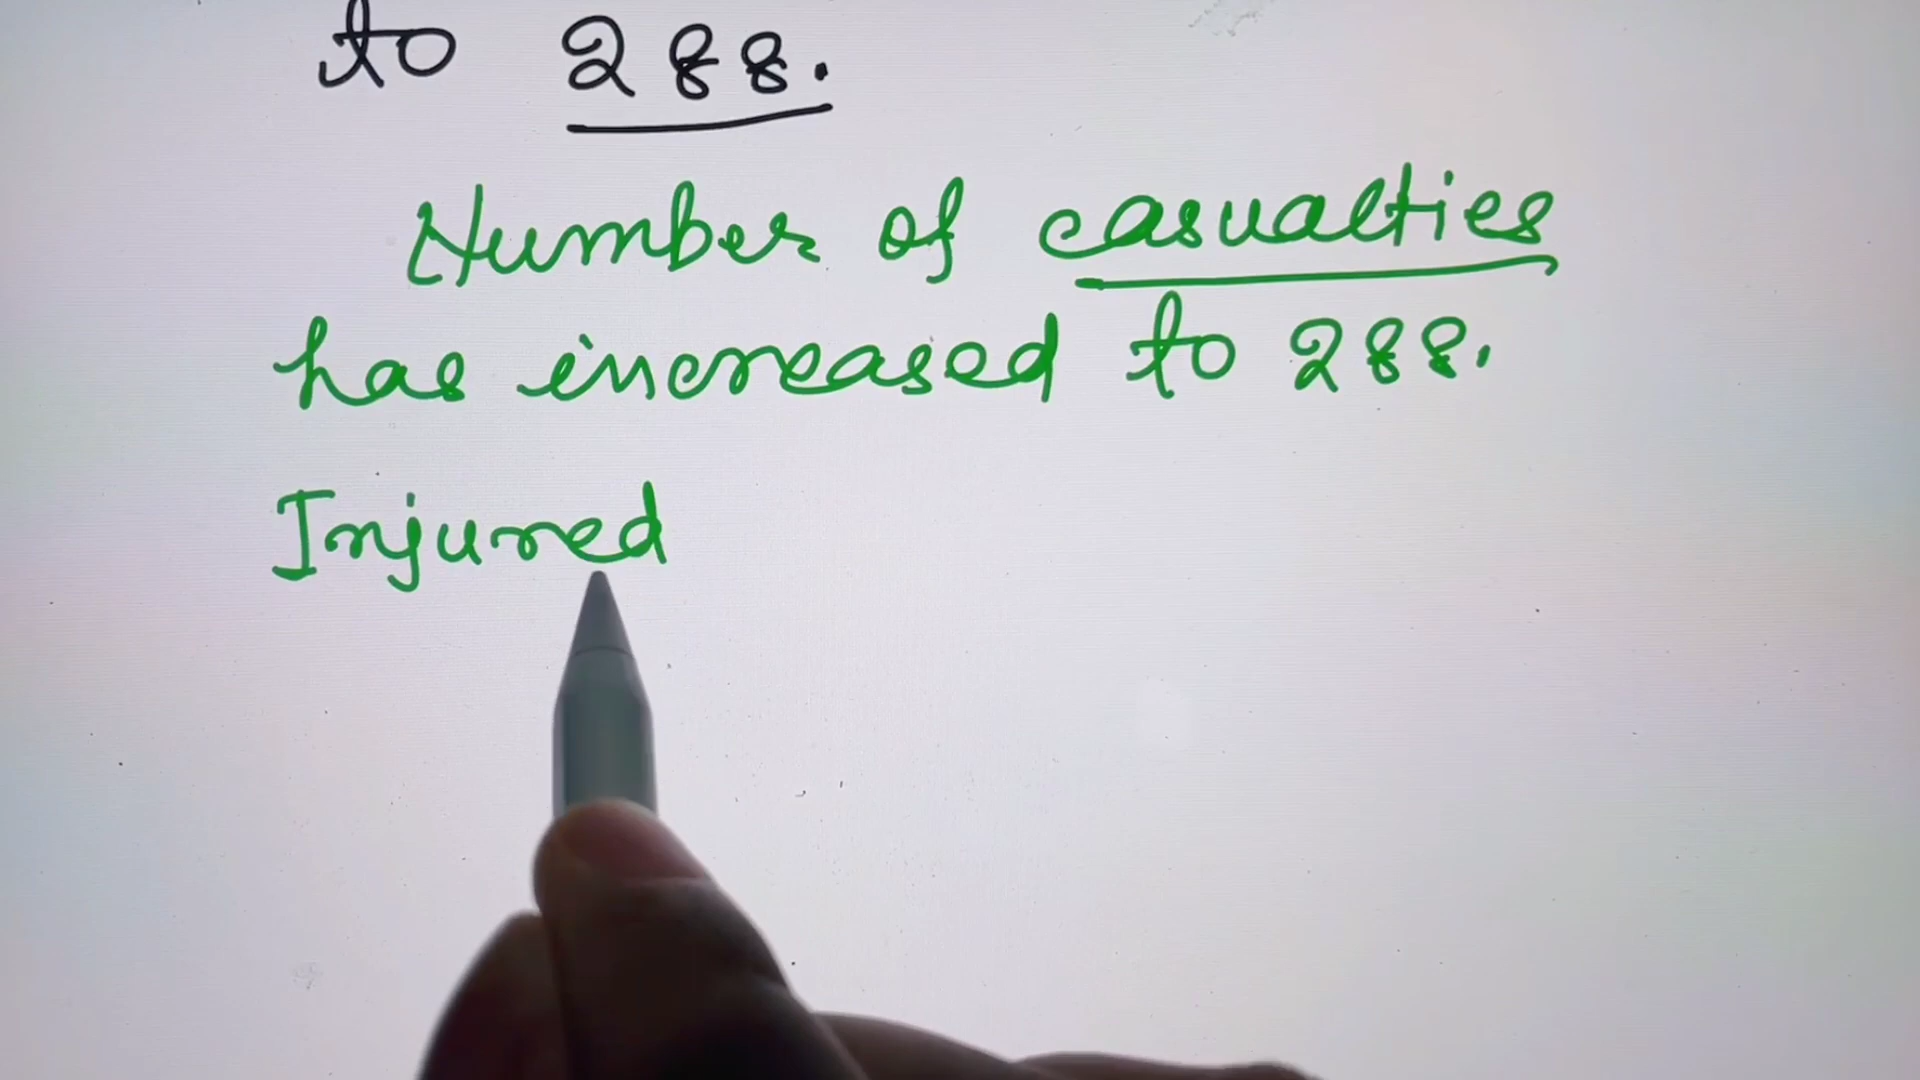 to 288.
Number of casualties
has increased to 288.
Injured